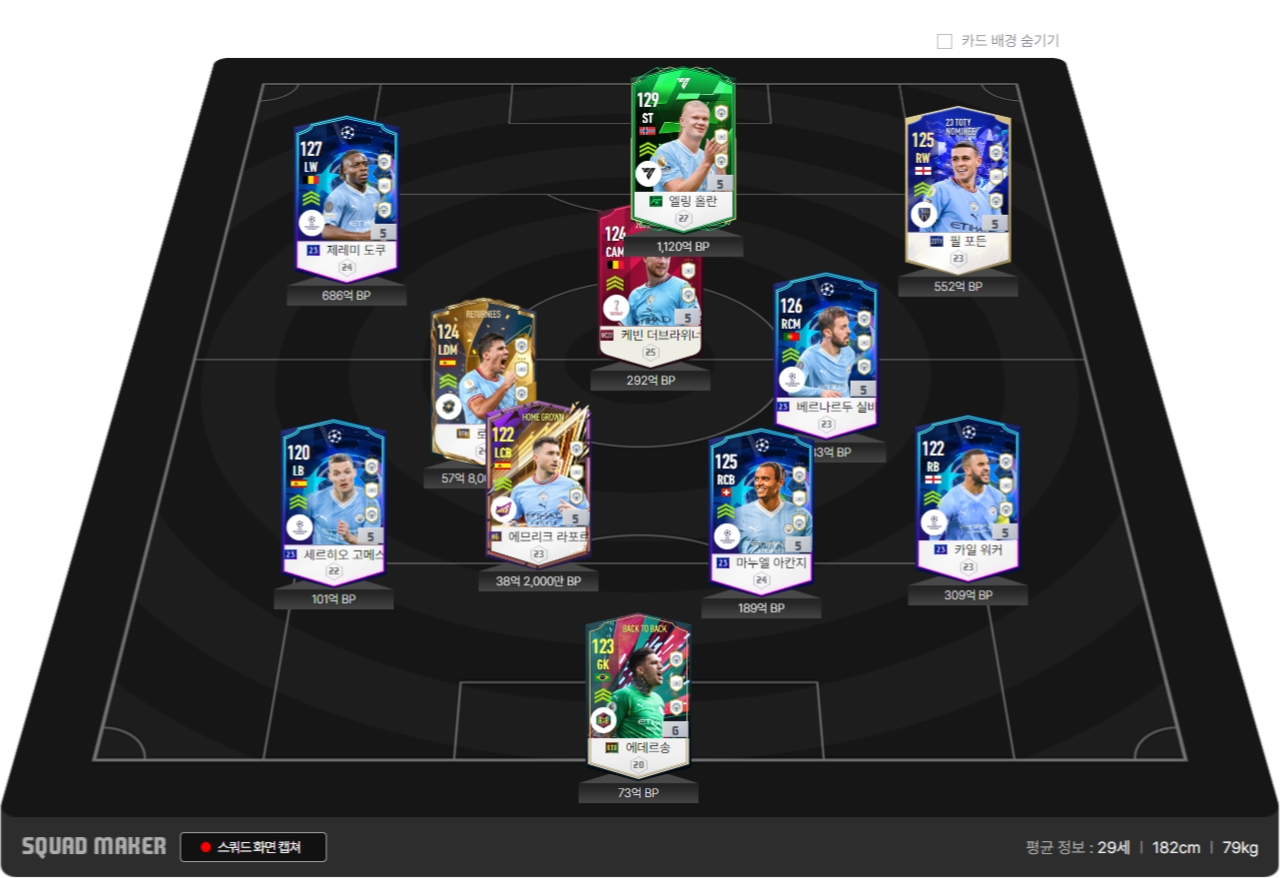 카드 배경 숨기기
129
ST
5
엘링 홀란
27
1,120억 BP
127
LW
5
23 제레미 도쿠
24
686억 BP
23 TOTY
NOMINEE
125
RW
5
필 포든
23
552억 BP
CAM
5
케빈 더브라위너
25
292억 BP
126
RCM
5
23 베르나르두 실바
23
3억 BP
RETURNEES
124
LDM
로
57억 8,0
HOME GROWN
122
LCB
5
HG 에므리크 라포르
23
38억 2,000만 BP
120
LB
5
23 세르히오 고메스
22
101억 BP
125
RCB
5
23 마누엘 아칸지
24
189억 BP
122
RB
5
23 카일 워커
23
309억 BP
BACK TO BACK
123
GK
6
BTB 에데르송
20
73억 BP
SQUAD MAKER
스쿼드 화면 캡쳐
평균 정보 : 29세 | 182cm | 79kg